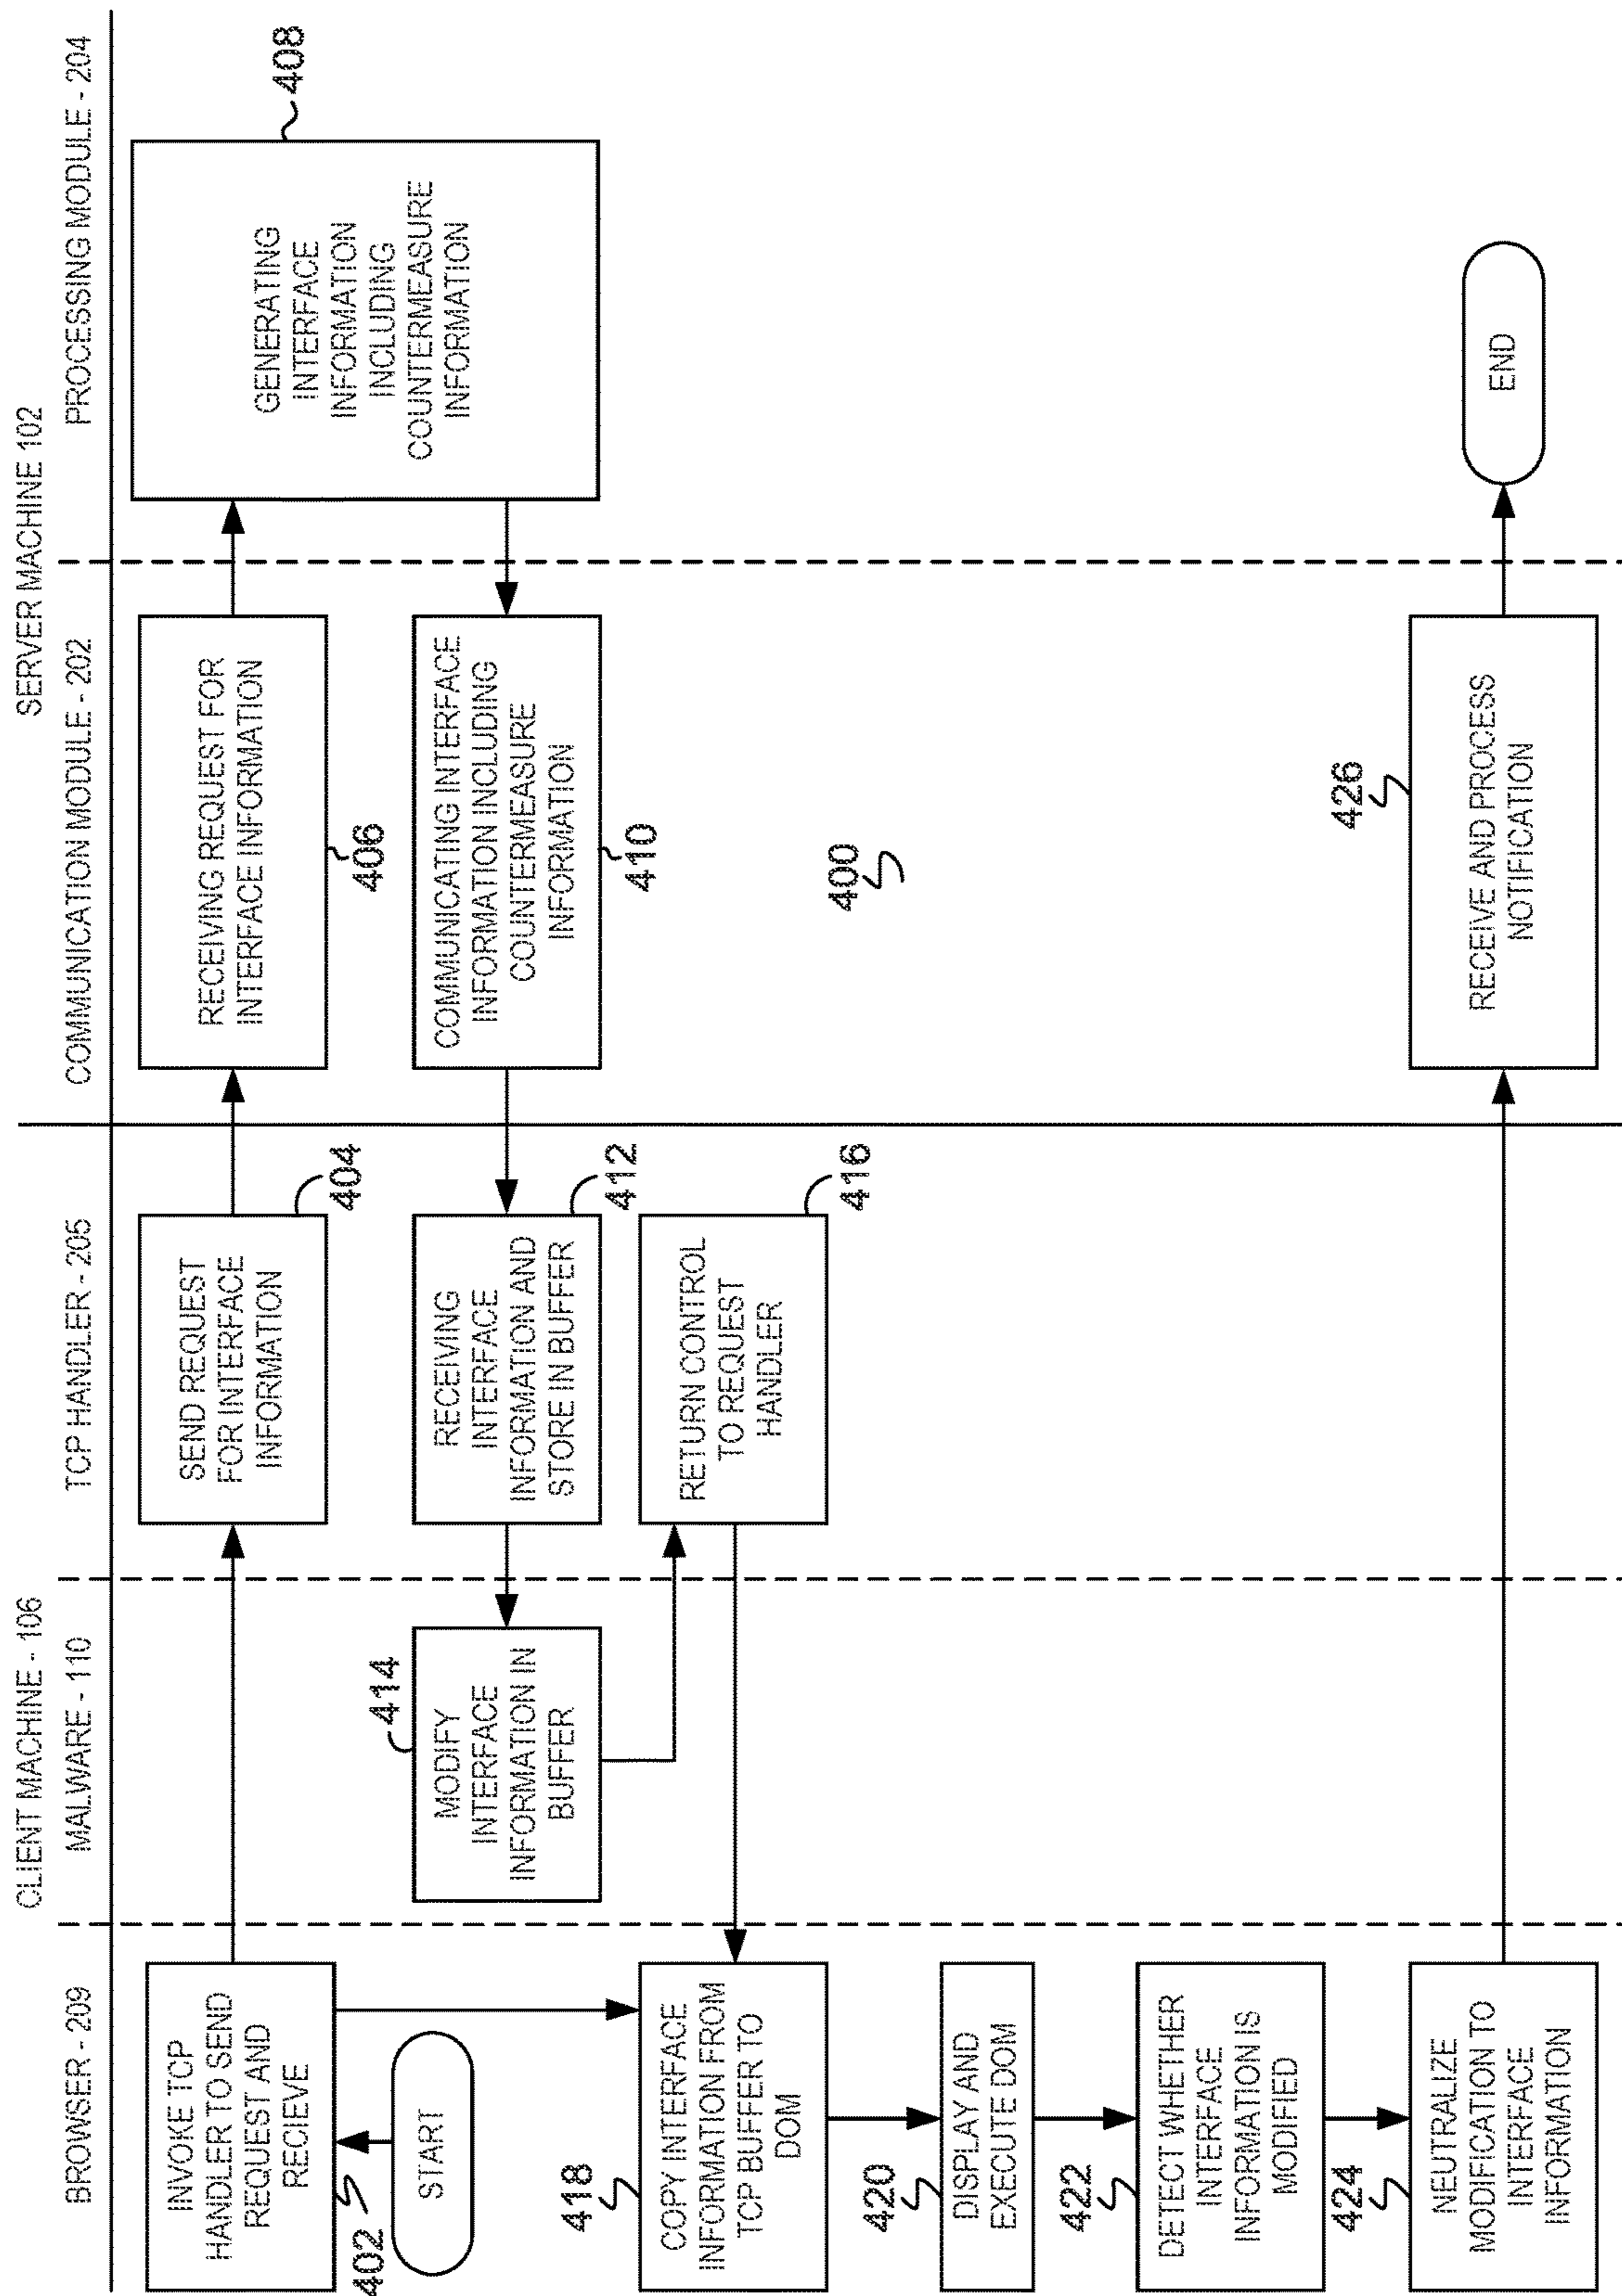 CLIENT MACHINE - 106
SERVER MACHINE 102
BROWSER - 209
MALWARE - 110
TCP HANDLER - 205
COMMUNICATION MODULE - 202
PROCESSING MODULE - 204
INVOKE TCP
HANDLER TO SEND
REQUEST AND
RECIEVE
402
START
SEND REQUEST
FOR INTERFACE
INFORMATION
404
RECEIVING REQUEST FOR
INTERFACE INFORMATION
406
GENERATING
INTERFACE
INFORMATION
INCLUDING
COUNTERMEASURE
INFORMATION
408
COMMUNICATING INTERFACE
INFORMATION INCLUDING
COUNTERMEASURE
INFORMATION
410
RECEIVING
INTERFACE
INFORMATION AND
STORE IN BUFFER
412
414
MODIFY
INTERFACE
INFORMATION IN
BUFFER
RETURN CONTROL
TO REQUEST
HANDLER
416
418
COPY INTERFACE
INFORMATION FROM
TCP BUFFER TO
DOM
400
420
DISPLAY AND
EXECUTE DOM
422
DETECT WHETHER
INTERFACE
INFORMATION IS
MODIFIED
424
NEUTRALIZE
MODIFICATION TO
INTERFACE
INFORMATION
426
RECEIVE AND PROCESS
NOTIFICATION
END